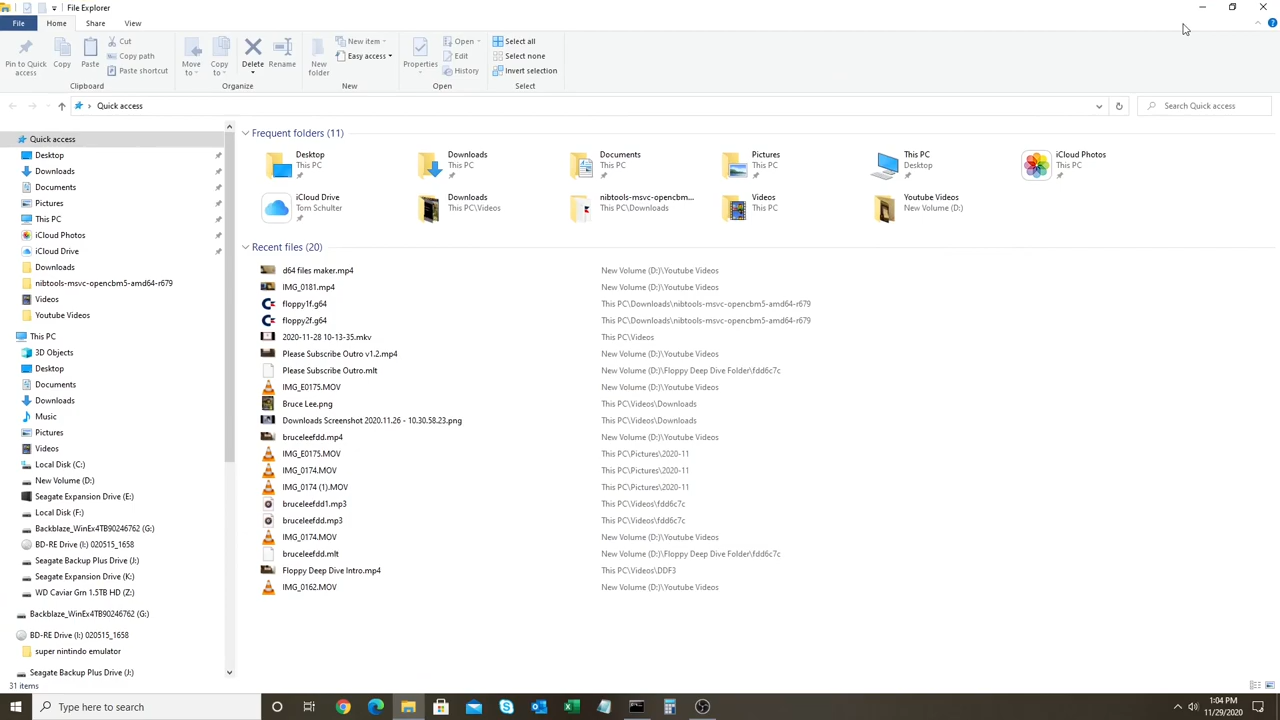 File Explorer
File Home Share View
Pin to Quick access
Copy
Paste
Cut
Copy path
Paste shortcut
Clipboard
Move to
Copy to
Delete
Rename
Organize
New folder
New item
Easy access
New
Properties
Open
Edit
History
Open
Select all
Select none
Invert selection
Select
Quick access
Search Quick access
Quick access
Desktop
Downloads
Documents
Pictures
This PC
iCloud Photos
iCloud Drive
Downloads
nibtools-msvc-opencbm5-amd64-r679
Videos
Youtube Videos
This PC
3D Objects
Desktop
Documents
Downloads
Music
Pictures
Videos
Local Disk (C:)
New Volume (D:)
Seagate Expansion Drive (E:)
Local Disk (F:)
Backblaze_WinEx4TB90246762 (G:)
BD-RE Drive (I:) 020515_1658
Seagate Backup Plus Drive (J:)
Seagate Expansion Drive (K:)
WD Caviar Grn 1.5TB HD (Z:)
Backblaze_WinEx4TB90246762 (G:)
BD-RE Drive (I:) 020515_1658
super nintendo emulator
Seagate Backup Plus Drive (J:)
Frequent folders (11)
Desktop
This PC
Downloads
This PC
Documents
This PC
Pictures
This PC
This PC
Desktop
iCloud Photos
This PC
iCloud Drive
Tom Schulter
Downloads
This PC\Videos
nibtools-msvc-opencbm...
This PC\Downloads
Videos
This PC
Youtube Videos
New Volume (D:)
Recent files (20)
d64 files maker.mp4 New Volume (D:)\Youtube Videos
IMG_0181.mp4 New Volume (D:)\Youtube Videos
floppy1f.g64 This PC\Downloads\nibtools-msvc-opencbm5-amd64-r679
floppy2f.g64 This PC\Downloads\nibtools-msvc-opencbm5-amd64-r679
2020-11-28 10-13-35.mkv This PC\Videos
Please Subscribe Outro v1.2.mp4 New Volume (D:)\Youtube Videos
Please Subscribe Outro.mlt New Volume (D:)\Floppy Deep Dive Folder\fdd6c7c
IMG_E0175.MOV New Volume (D:)\Youtube Videos
Bruce Lee.png This PC\Videos\Downloads
Downloads Screenshot 2020.11.26 - 10.30.58.23.png This PC\Videos\Downloads
bruceleefdd.mp4 New Volume (D:)\Youtube Videos
IMG_E0175.MOV This PC\Pictures\2020-11
IMG_0174.MOV This PC\Pictures\2020-11
IMG_0174 (1).MOV This PC\Pictures\2020-11
bruceleefdd1.mp3 This PC\Videos\fdd6c7c
bruceleefdd.mp3 This PC\Videos\fdd6c7c
IMG_0174.MOV New Volume (D:)\Youtube Videos
bruceleefdd.mlt New Volume (D:)\Floppy Deep Dive Folder\fdd6c7c
Floppy Deep Dive Intro.mp4 This PC\Videos\DDF3
IMG_0162.MOV New Volume (D:)\Youtube Videos
31 items
Type here to search
1:04 PM
11/29/2020